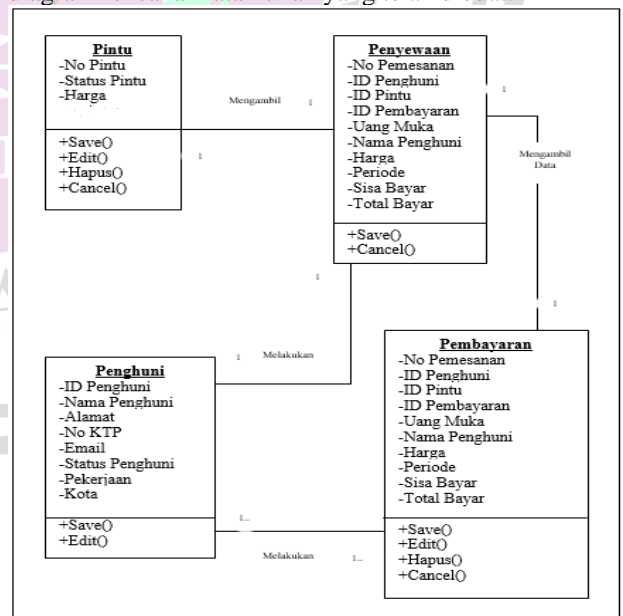 Pintu
-No Pintu
-Status Pintu
-Harga
+Save()
+Edit()
+Hapus()
+Cancel()
Mengambil
1
1
Penyewaan
-No Pemesanan
-ID Penghuni
-ID Pintu
-ID Pembayaran
-Uang Muka
-Nama Penghuni
-Harga
-Periode
-Sisa Bayar
-Total Bayar
+Save()
+Cancel()
1
Mengambil
Data
1
1
1
Melakukan
Penghuni
-ID Penghuni
-Nama Penghuni
-Alamat
-No KTP
-Email
-Status Penghuni
-Pekerjaan
-Kota
+Save()
+Edit()
1...
Melakukan
1...
Pembayaran
-No Pemesanan
-ID Penghuni
-ID Pintu
-ID Pembayaran
-Uang Muka
-Nama Penghuni
-Harga
-Periode
-Sisa Bayar
-Total Bayar
+Save()
+Edit()
+Hapus()
+Cancel()